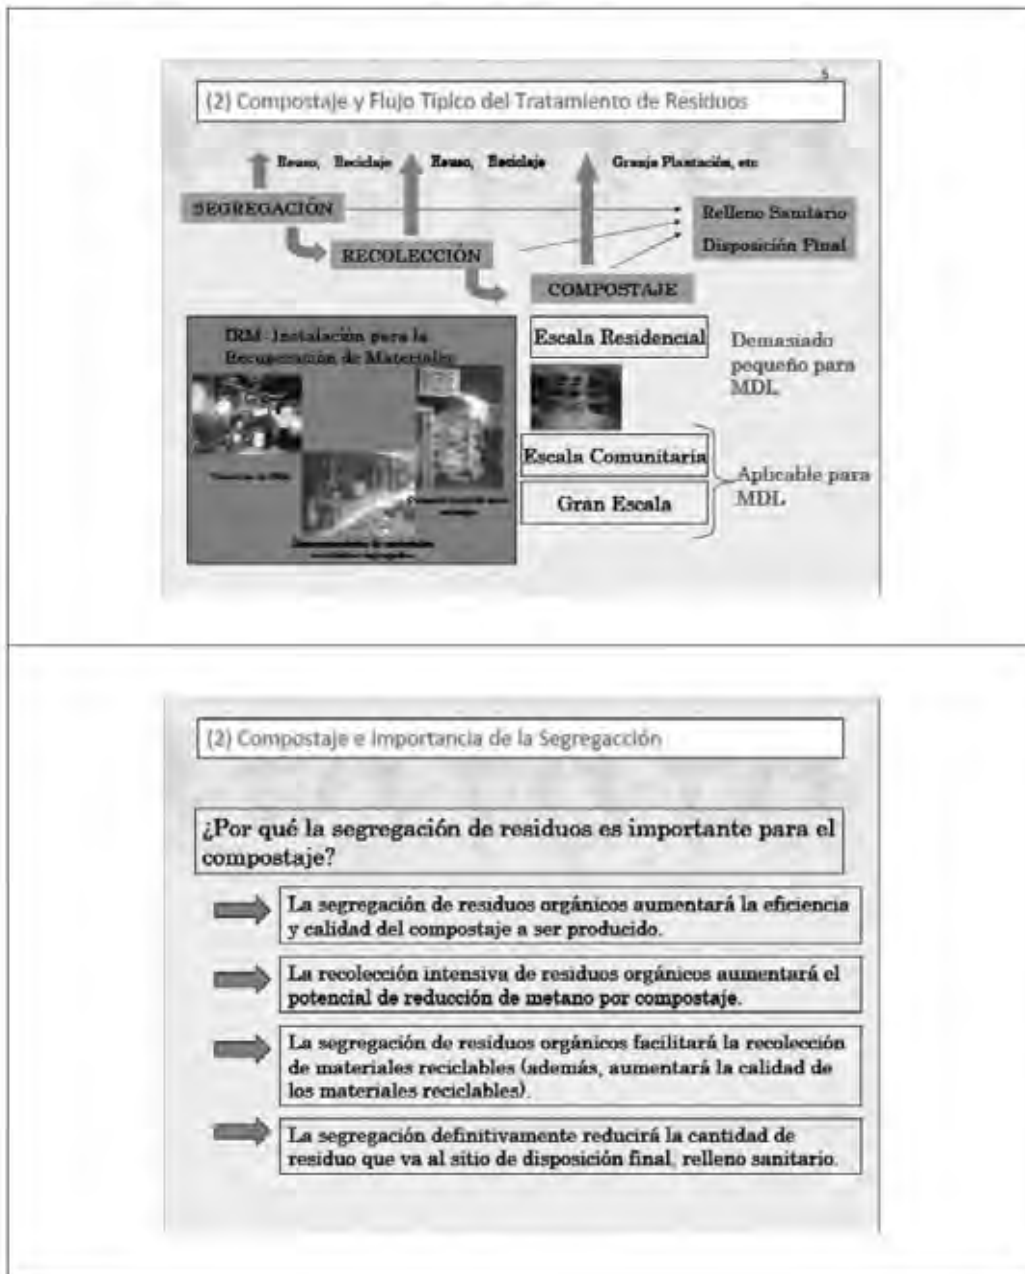 5
(2) Compostaje y Flujo Típico del Tratamiento de Residuos
Reuso, Reciclaje
Reuso, Reciclaje
Granja Plantación, etc
SEGREGACIÓN
Relleno Sanitario
Disposición Final
RECOLECCIÓN
COMPOSTAJE
IRM: Instalación para la
Recuperación de Materiales
Escala Residencial
Demasiado
pequeño para
MDL
Escala Comunitaria
Gran Escala
Aplicable para
MDL
(2) Compostaje e Importancia de la Segregacción
¿Por qué la segregación de residuos es importante para el
compostaje?
La segregación de residuos orgánicos aumentará la eficiencia
y calidad del compostaje a ser producido.
La recolección intensiva de residuos orgánicos aumentará el
potencial de reducción de metano por compostaje.
La segregación de residuos orgánicos facilitará la recolección
de materiales reciclables (además, aumentará la calidad de
los materiales reciclables).
La segregación definitivamente reducirá la cantidad de
residuo que va al sitio de disposición final, relleno sanitario.